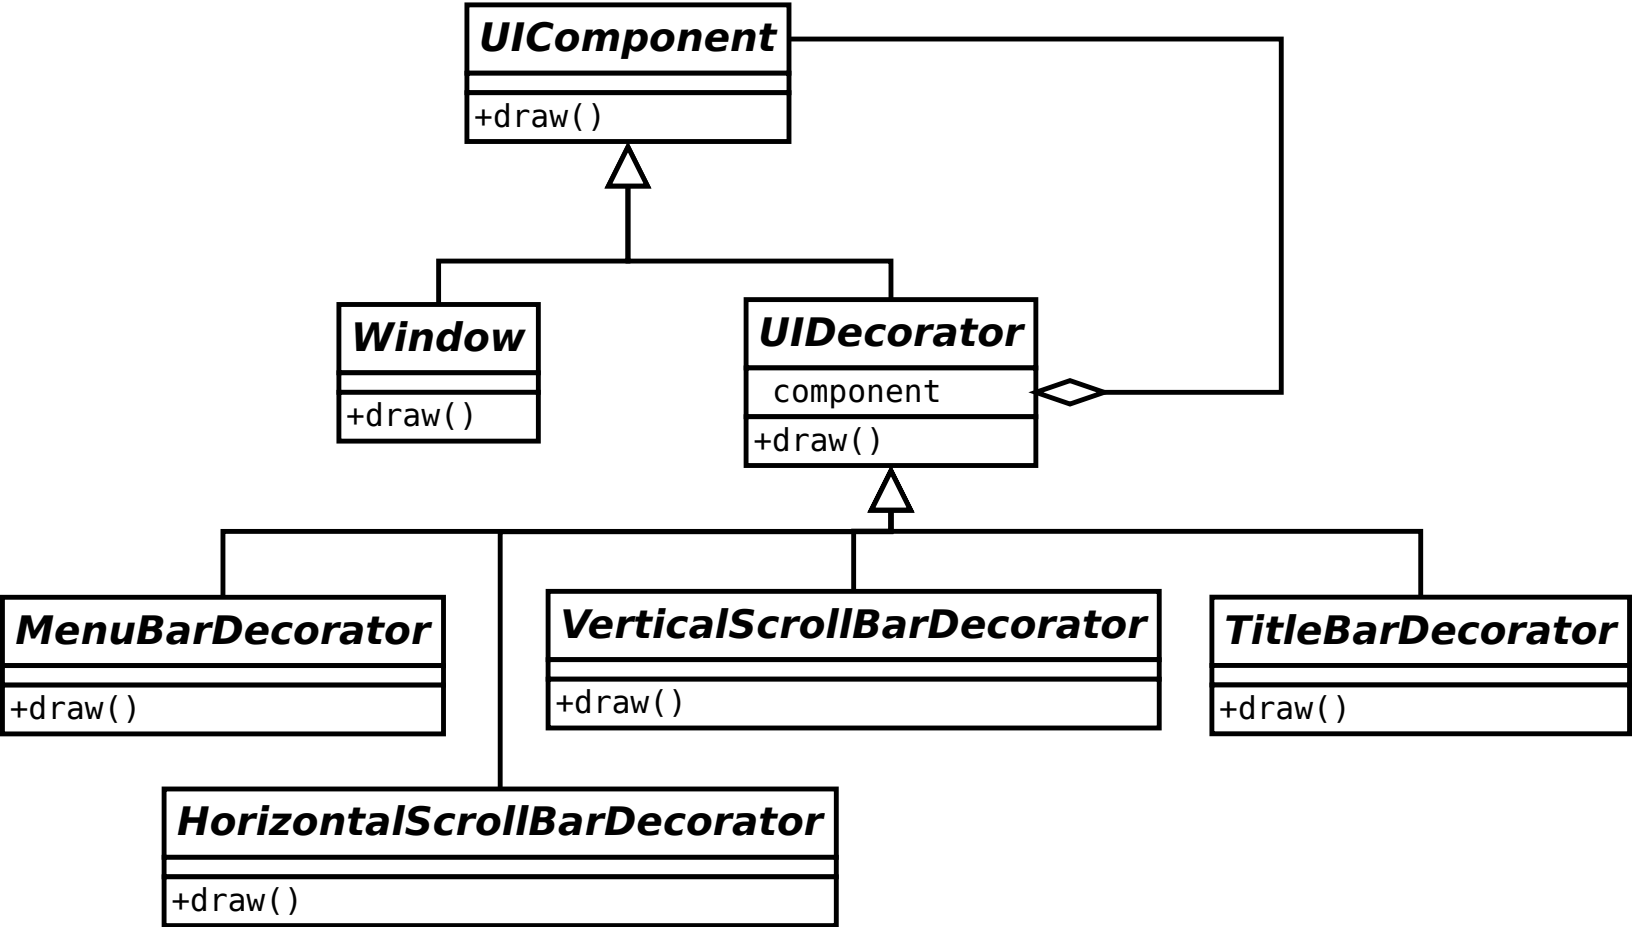 UIComponent
+draw()
Window
+draw()
UIDecorator
component
+draw()
MenuBarDecorator
+draw()
VerticalScrollBarDecorator
+draw()
TitleBarDecorator
+draw()
HorizontalScrollBarDecorator
+draw()